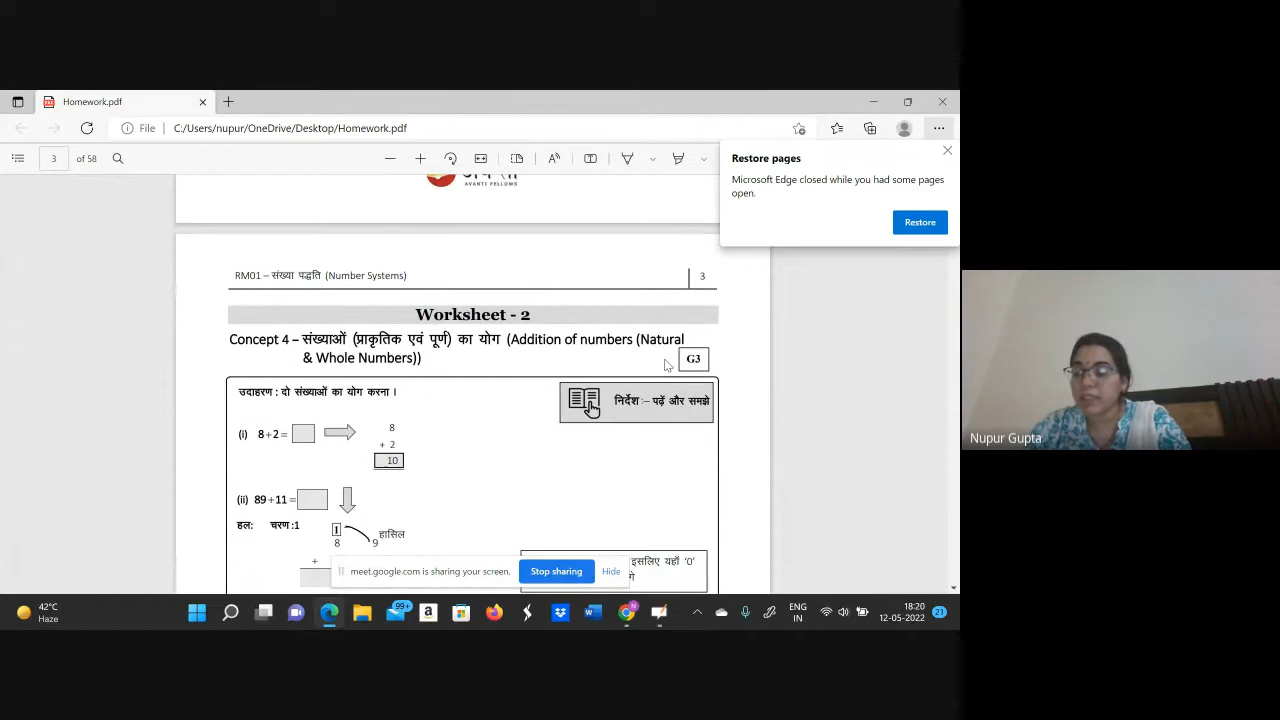 Homework.pdf
File C:/Users/nupur/OneDrive/Desktop/Homework.pdf
3 of 58
Restore pages
Microsoft Edge closed while you had some pages
open.
Restore
AVANTI FELLOWS
RM01 – संख्या पद्धति (Number Systems) 3
Worksheet - 2
Concept 4 – संख्याओं (प्राकृतिक एवं पूर्ण) का योग (Addition of numbers (Natural
& Whole Numbers))
G3
उदाहरण : दो संख्याओं का योग करना ।
निर्देश :– पढ़ें और समझे
(i) 8+2=
8
+ 2
10
(ii) 89+11=
हल: चरण :1
1
हासिल
8 9
+
इसलिए यहाँ '0'
meet.google.com is sharing your screen. Stop sharing Hide
Nupur Gupta
42°C
Haze
99+
ENG
IN
18:20
12-05-2022
21